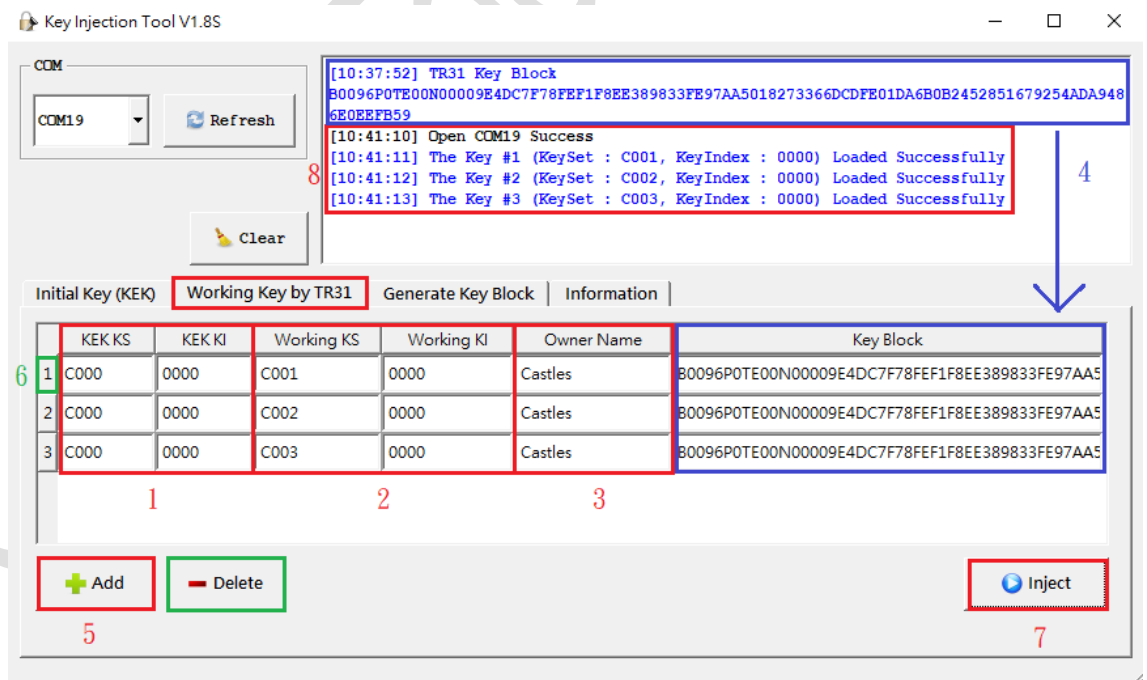 Key Injection Tool V1.8S
COM
COM19
Refresh
Clear
[10:37:52] TR31 Key Block
B0096P0TE00N00009E4DC7F78FEF1F8EE389833FE97AA5018273366DCDFE01DA6B0B2452851679254ADA948
6E0EEFB59
[10:41:10] Open COM19 Success
[10:41:11] The Key #1 (KeySet : C001, KeyIndex : 0000) Loaded Successfully
[10:41:12] The Key #2 (KeySet : C002, KeyIndex : 0000) Loaded Successfully
[10:41:13] The Key #3 (KeySet : C003, KeyIndex : 0000) Loaded Successfully
8
4
Initial Key (KEK) Working Key by TR31 Generate Key Block Information
KEK KS KEK KI Working KS Working KI Owner Name Key Block
6
1 C000 0000 C001 0000 Castles B0096P0TE00N00009E4DC7F78FEF1F8EE389833FE97AA5
2 C000 0000 C002 0000 Castles B0096P0TE00N00009E4DC7F78FEF1F8EE389833FE97AA5
3 C000 0000 C003 0000 Castles B0096P0TE00N00009E4DC7F78FEF1F8EE389833FE97AA5
1 2 3
Add Delete Inject
5 7